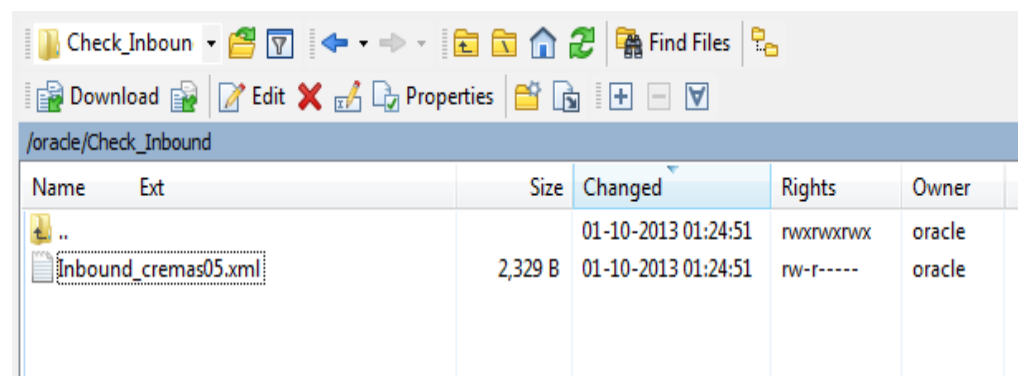 Check_Inboun Find Files
Download Edit Properties
/oracle/Check_Inbound
Name Ext Size Changed Rights Owner
.. 01-10-2013 01:24:51 rwxrwxrwx oracle
Inbound_cremas05.xml 2,329 B 01-10-2013 01:24:51 rw-r----- oracle